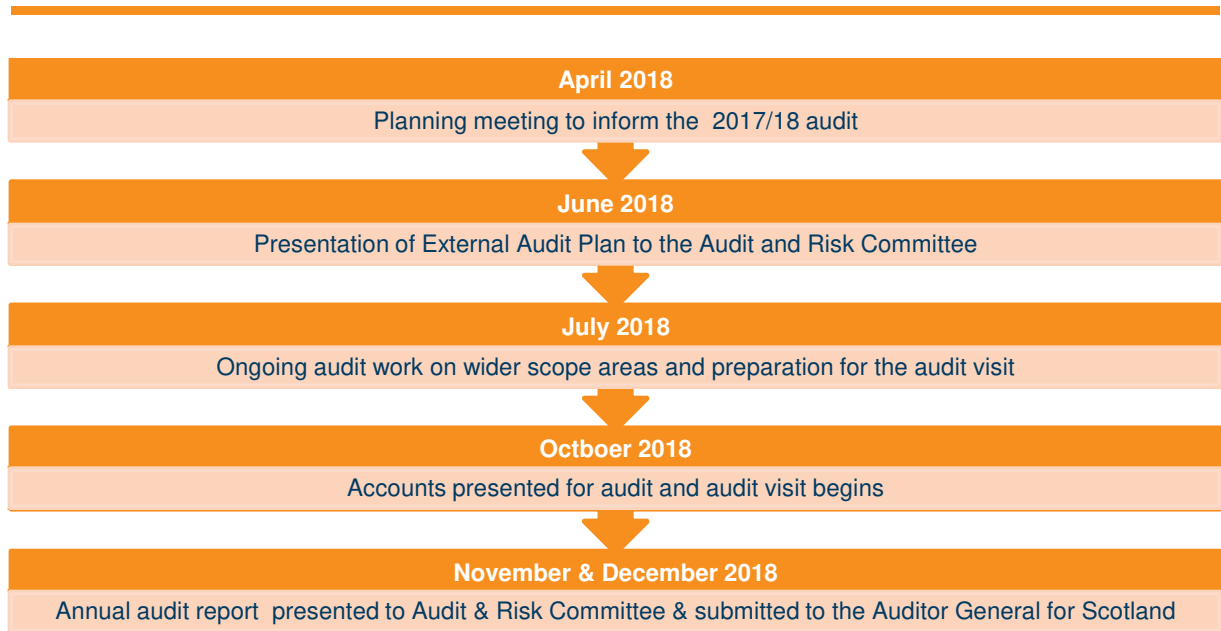 April 2018
Planning meeting to inform the 2017/18 audit
June 2018
Presentation of External Audit Plan to the Audit and Risk Committee
July 2018
Ongoing audit work on wider scope areas and preparation for the audit visit
Octboer 2018
Accounts presented for audit and audit visit begins
November & December 2018
Annual audit report presented to Audit & Risk Committee & submitted to the Auditor General for Scotland